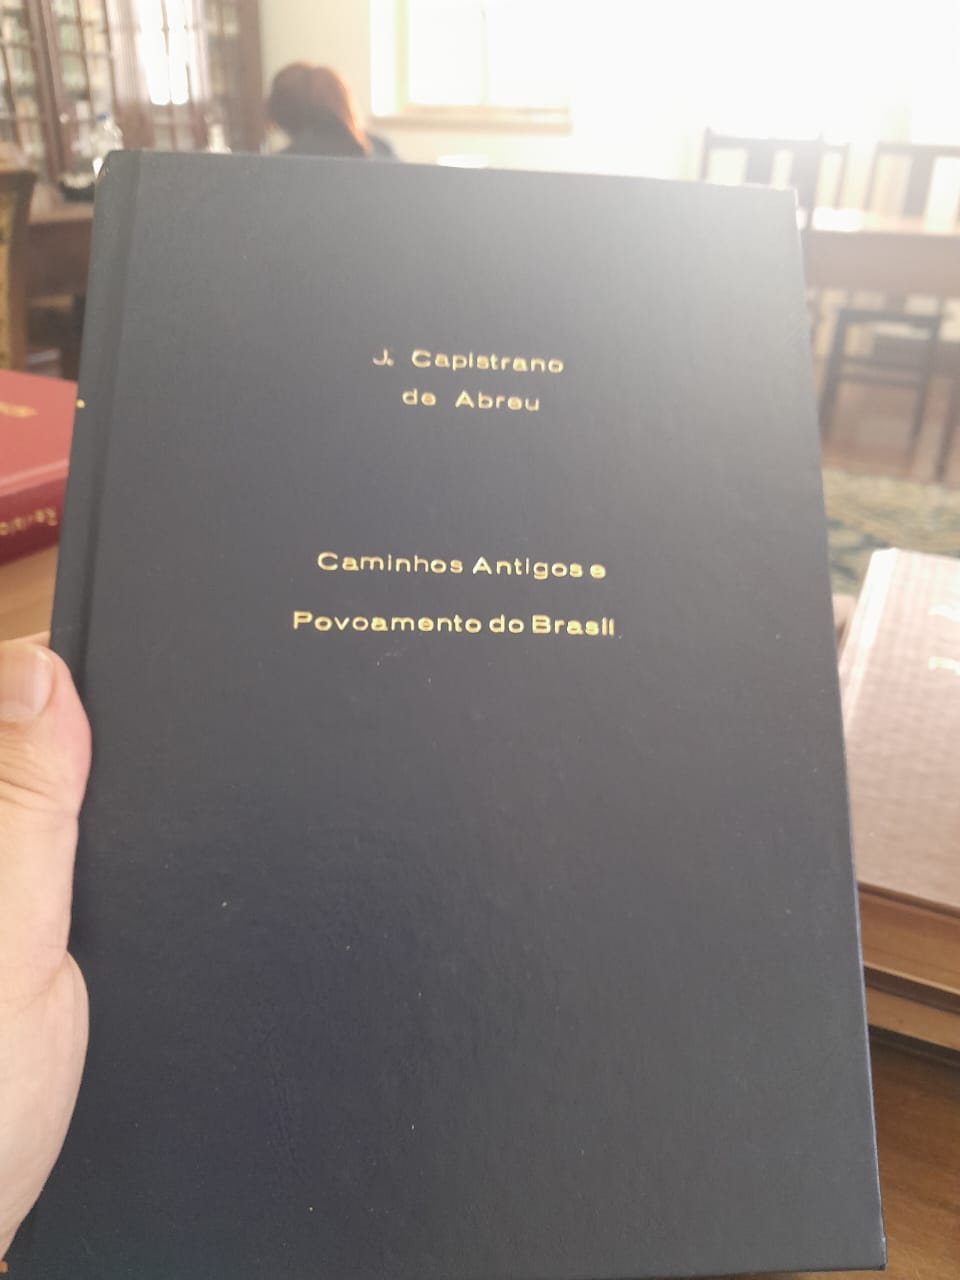 J. Capistrano
de Abreu
Caminhos Antigos e
Povoamento do Brasil